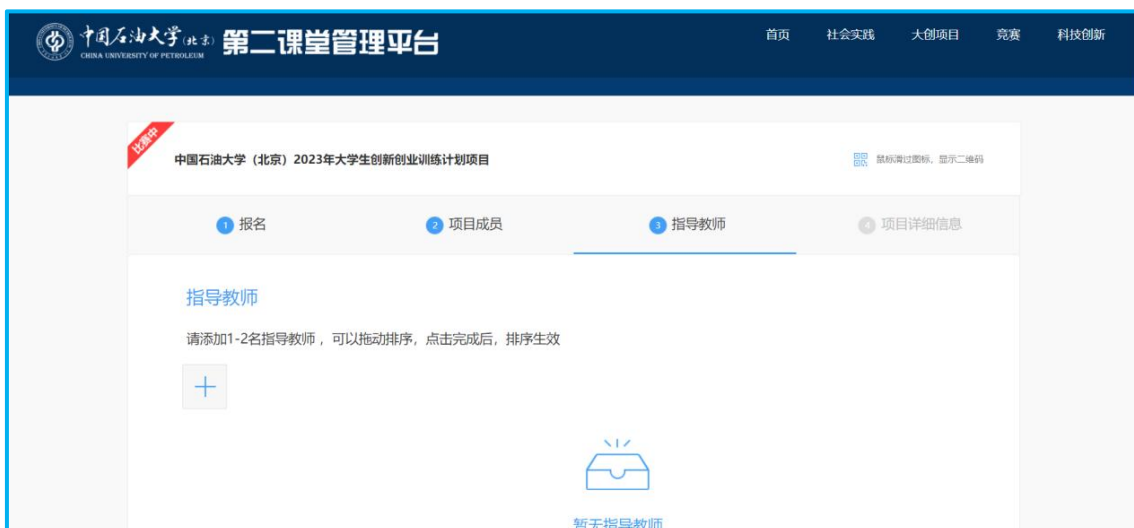 中国石油大学(北京) 第二课堂管理平台 首页 社会实践 大创项目 竞赛 科技创新
CHINA UNIVERSITY OF PETROLEUM
比赛中
中国石油大学（北京）2023年大学生创新创业训练计划项目 鼠标滑过图标，显示二维码
1 报名 2 项目成员 3 指导教师 4 项目详细信息
指导教师
请添加1-2名指导教师，可以拖动排序，点击完成后，排序生效
暂无指导教师